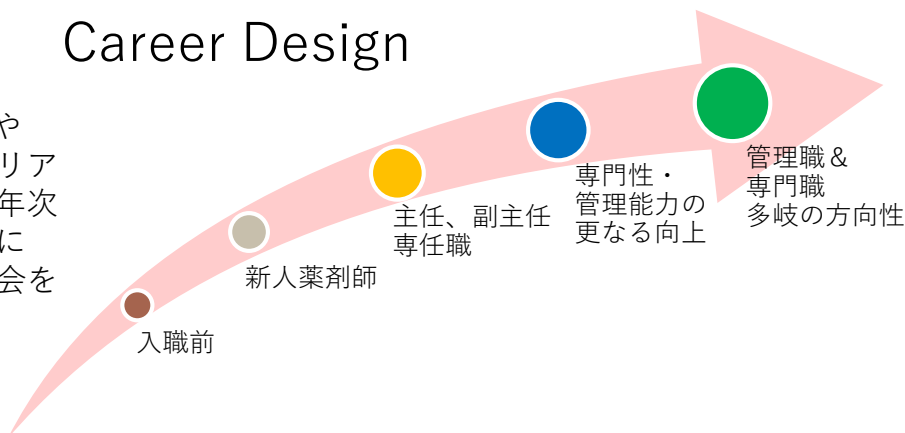 Career Design
や
リア
年次
に
会を
管理職＆
専門職
多岐の方向性
専門性・
管理能力の
更なる向上
主任、副主任
専任職
新人薬剤師
入職前